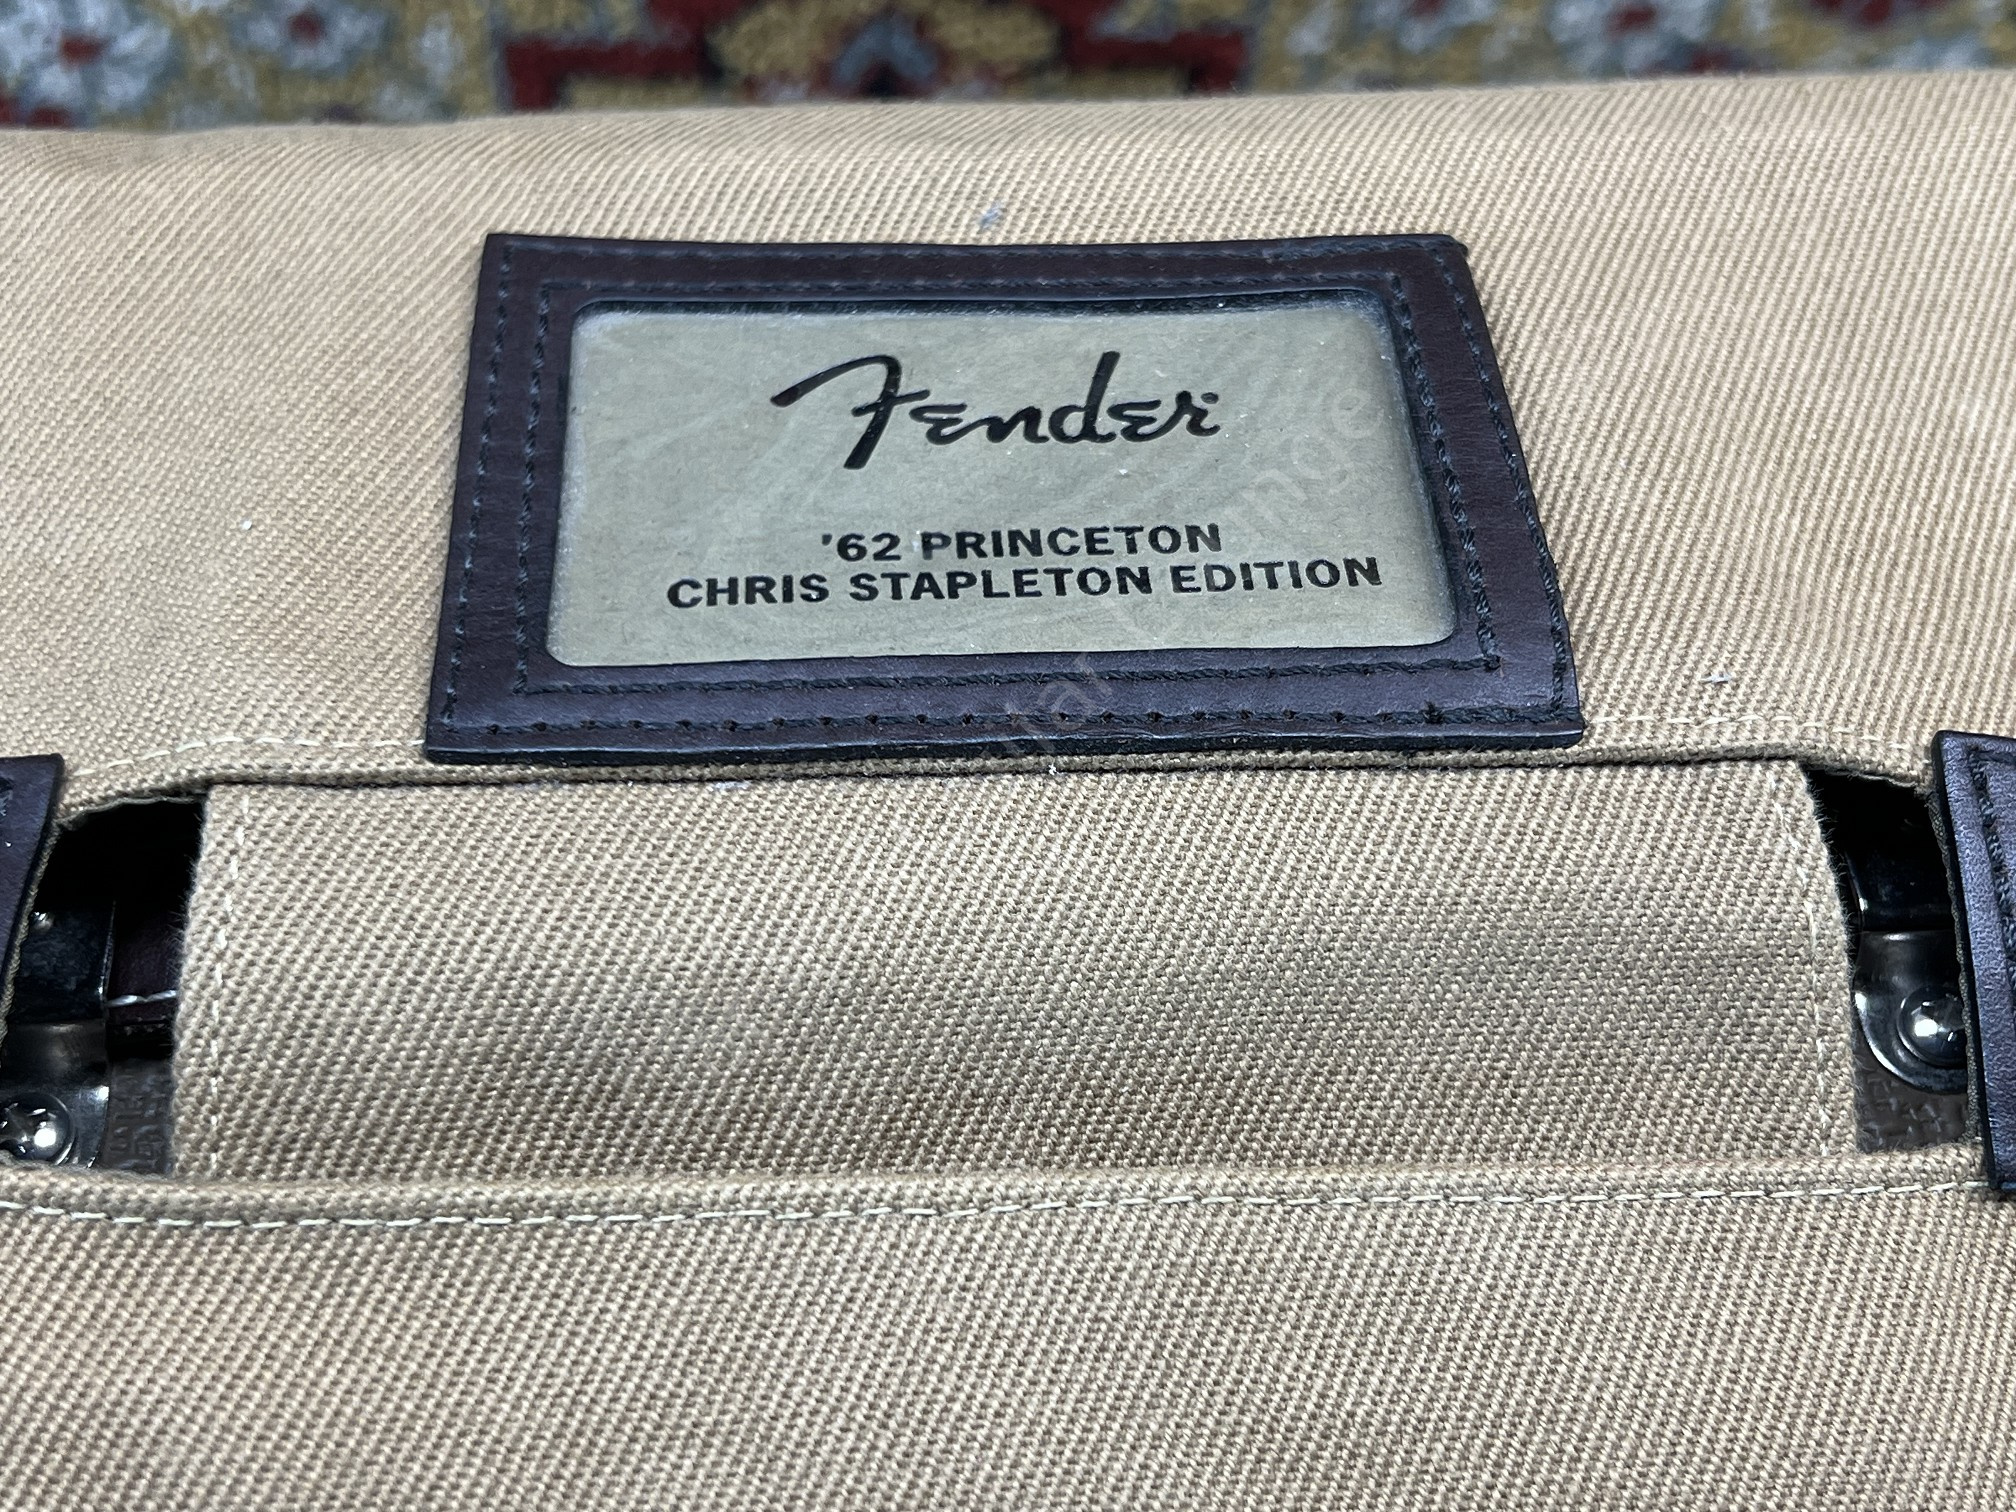 Fender
'62 PRINCETON
CHRIS STAPLETON EDITION